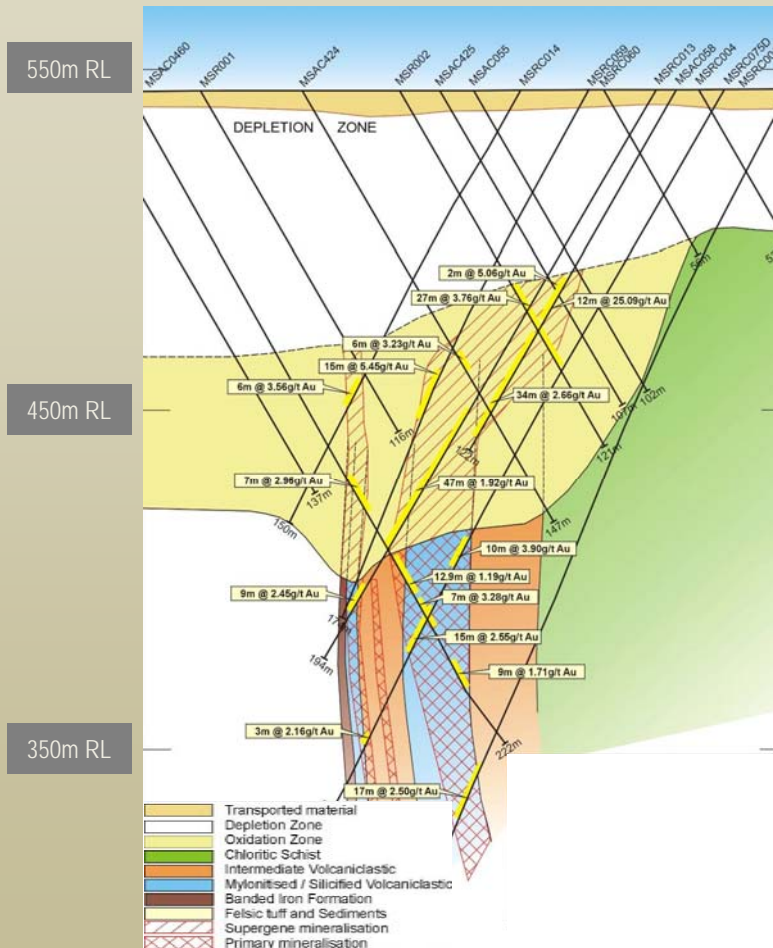 550m RL
MSAC0460
MSR001
MSAC424
MSR002
MSAC425
MSAC055
MSRC014
MSRC059
MSRC060
MSRC013
MSAC058
MSRC004
MSRC075D
DEPLETION ZONE
56m
2m @ 5.06g/t Au
27m @ 3.76g/t Au
12m @ 25.09g/t Au
6m @ 3.23g/t Au
15m @ 5.45g/t Au
6m @ 3.56g/t Au
34m @ 2.66g/t Au
450m RL
102m
107m
116m
122m
121m
7m @ 2.96g/t Au
47m @ 1.92g/t Au
137m
150m
147m
10m @ 3.90g/t Au
12.9m @ 1.19g/t Au
9m @ 2.45g/t Au
7m @ 3.28g/t Au
15m @ 2.55g/t Au
194m
9m @ 1.71g/t Au
3m @ 2.16g/t Au
350m RL
222m
17m @ 2.50g/t Au
Transported material
Depletion Zone
Oxidation Zone
Chloritic Schist
Intermediate Volcaniclastic
Mylonitised / Silicified Volcaniclastic
Banded Iron Formation
Felsic tuff and Sediments
Supergene mineralisation
Primary mineralisation